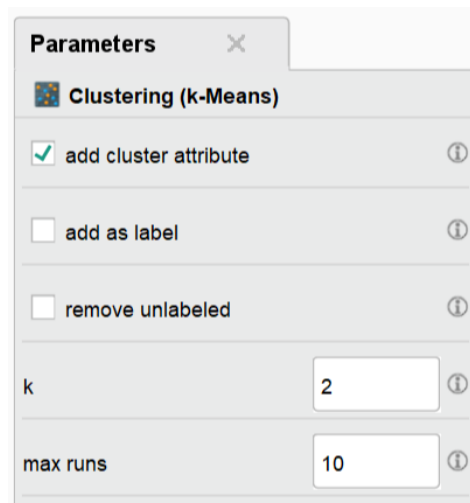 Parameters
Clustering (k-Means)
add cluster attribute
add as label
remove unlabeled
k 2
max runs 10